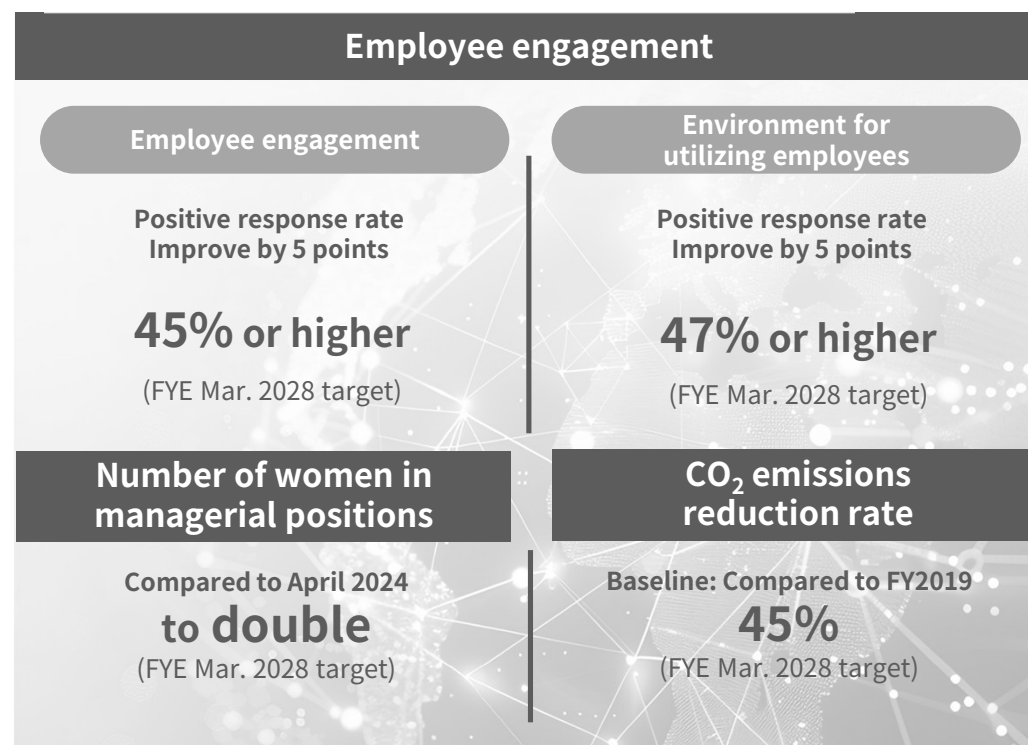 Employee engagement
Employee engagement
Positive response rate
Improve by 5 points
45% or higher
(FYE Mar. 2028 target)
Environment for
utilizing employees
Positive response rate
Improve by 5 points
47% or higher
(FYE Mar. 2028 target)
Number of women in
managerial positions
Compared to April 2024
to double
(FYE Mar. 2028 target)
CO₂ emissions
reduction rate
Baseline: Compared to FY2019
45%
(FYE Mar. 2028 target)